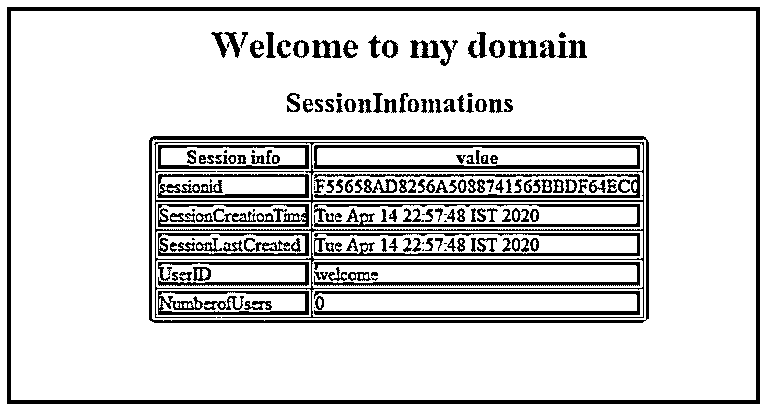 Welcome to my domain
SessionInfomations
Session info value
sessionid F55658AD8256A5088741565BBDF64EC0
SessionCreationTims Tue Apr 14 22:57:48 IST 2020
SessionLastCreated Tue Apr 14 22:57:48 IST 2020
UserID welcome
NumberofUsers 0